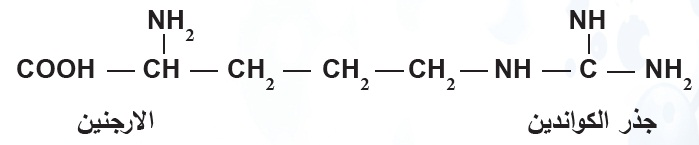 NH₂ NH
COOH — CH — CH₂ — CH₂ — CH₂ — NH — C — NH₂
الارجنين جذر الكواندين